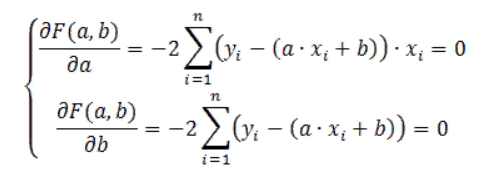 ∂F(a, b)/∂a = −2 ∑_{i=1}^{n} (y_i − (a · x_i + b)) · x_i = 0
∂F(a, b)/∂b = −2 ∑_{i=1}^{n} (y_i − (a · x_i + b)) = 0